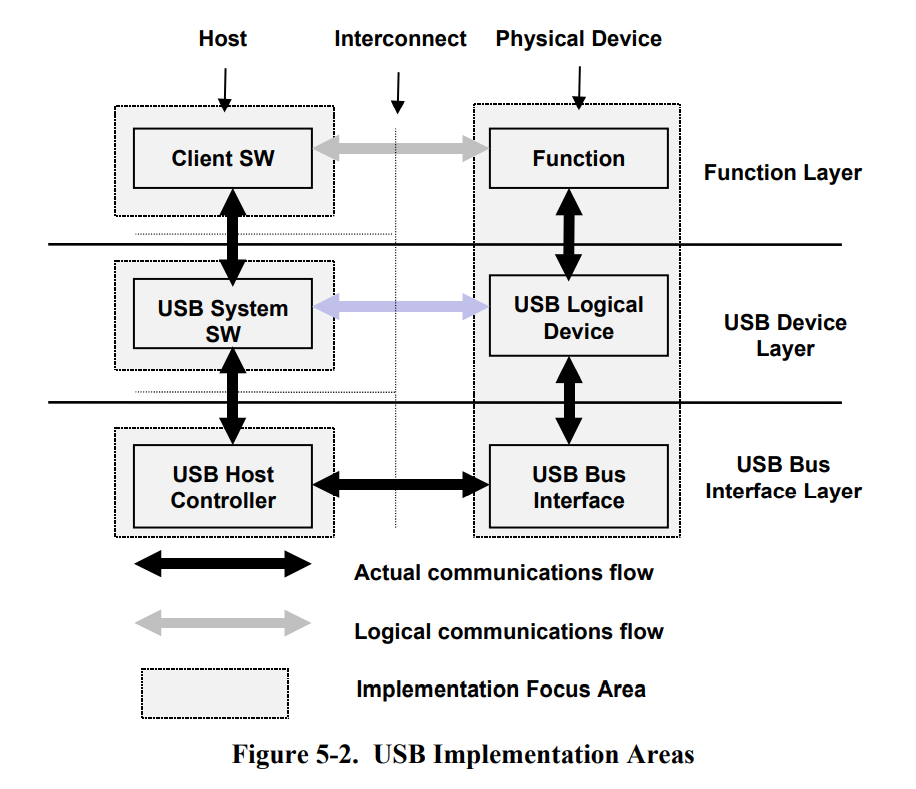 Host
Interconnect
Physical Device
Client SW
Function
Function Layer
USB System
SW
USB Logical
Device
USB Device
Layer
USB Host
Controller
USB Bus
Interface
USB Bus
Interface Layer
Actual communications flow
Logical communications flow
Implementation Focus Area
Figure 5-2. USB Implementation Areas